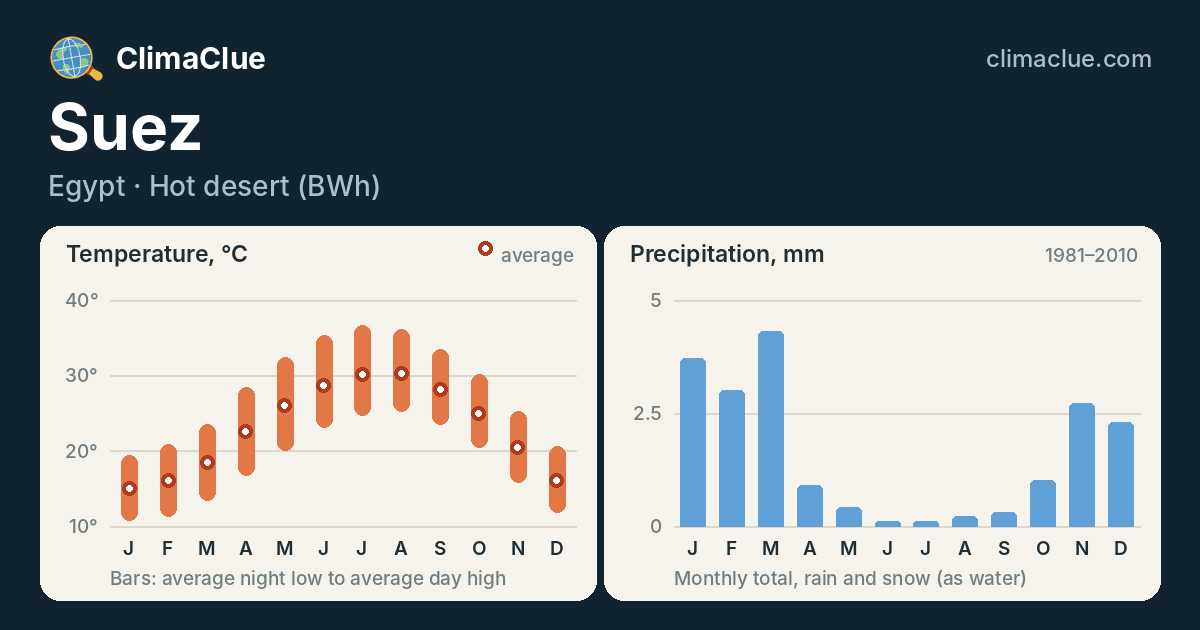 ClimaClue
climaclue.com
Suez
Egypt · Hot desert (BWh)
Temperature, °C
average
40°
30°
20°
10°
J F M A M J J A S O N D
Bars: average night low to average day high
Precipitation, mm
1981–2010
5
2.5
0
J F M A M J J A S O N D
Monthly total, rain and snow (as water)